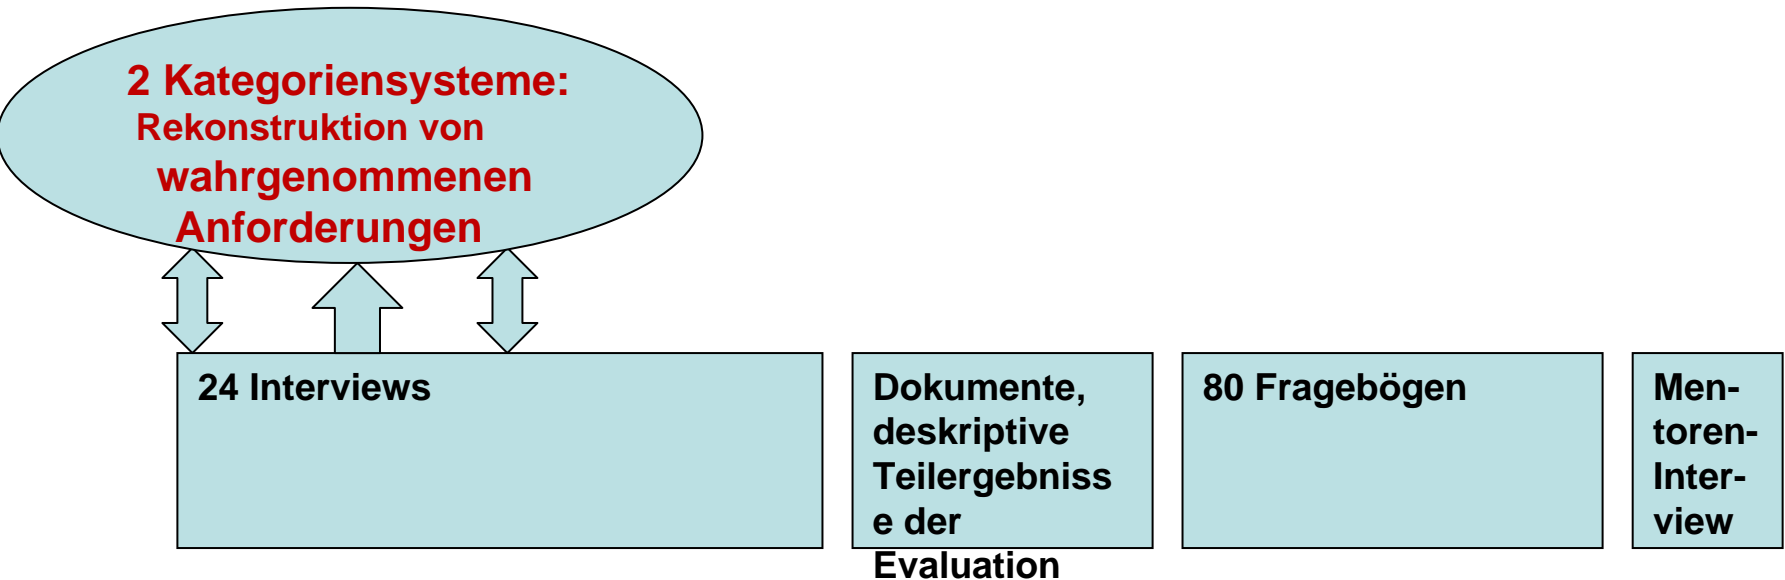 2 Kategoriensysteme:
Rekonstruktion von
wahrgenommenen
Anforderungen
24 Interviews
Dokumente,
deskriptive
Teilergebniss
e der
Evaluation
80 Fragebögen
Men-
toren-
Inter-
view